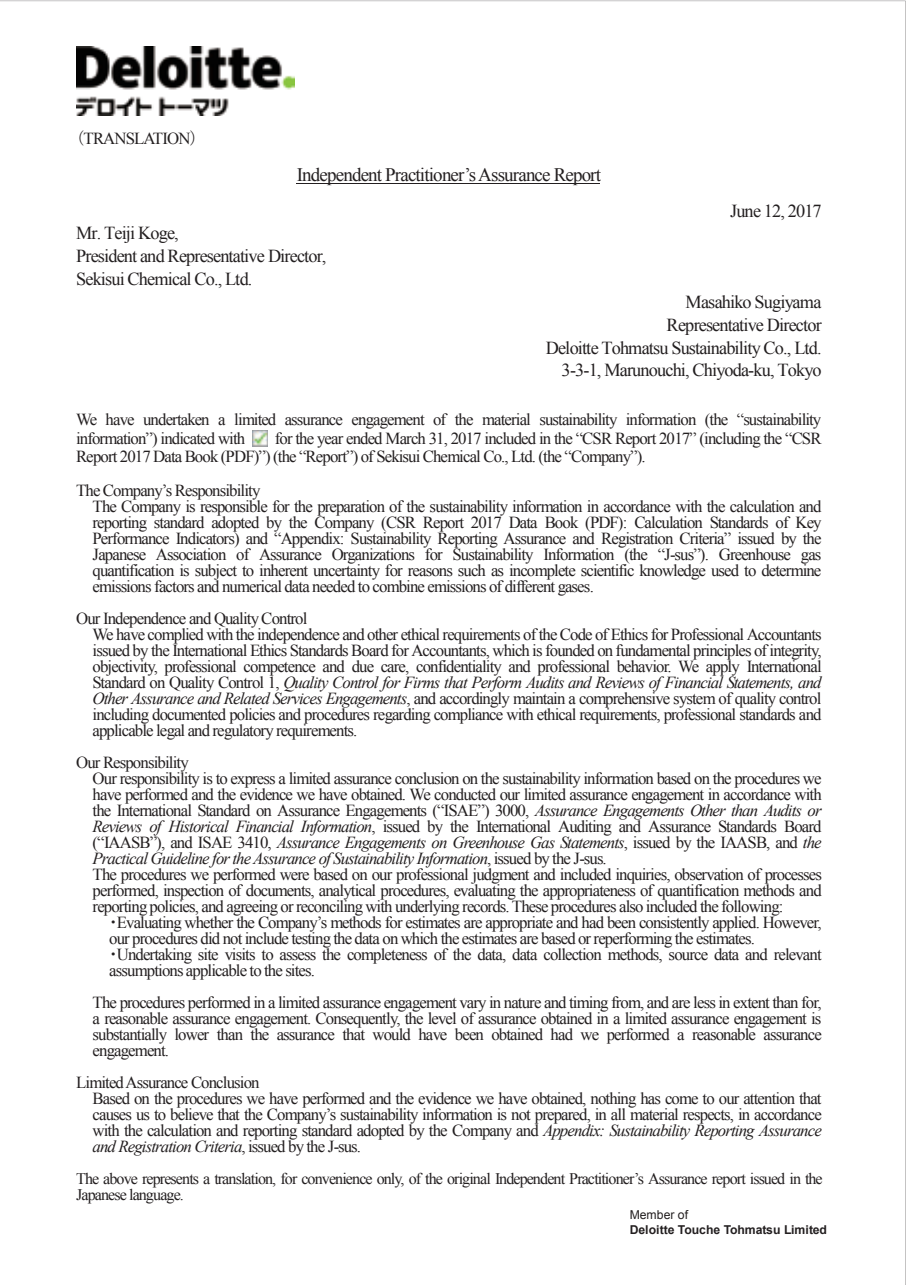 Deloitte.
デロイト トーマツ
（TRANSLATION）
Independent Practitioner’s Assurance Report
June 12, 2017
Mr. Teiji Koge,
President and Representative Director,
Sekisui Chemical Co., Ltd.
Masahiko Sugiyama
Representative Director
Deloitte Tohmatsu Sustainability Co., Ltd.
3-3-1, Marunouchi, Chiyoda-ku, Tokyo
We have undertaken a limited assurance engagement of the material sustainability information (the “sustainability
information”) indicated with ✓ for the year ended March 31, 2017 included in the “CSR Report 2017” (including the “CSR
Report 2017 Data Book (PDF)”) (the “Report”) of Sekisui Chemical Co., Ltd. (the “Company”).
The Company’s Responsibility
The Company is responsible for the preparation of the sustainability information in accordance with the calculation and
reporting standard adopted by the Company (CSR Report 2017 Data Book (PDF): Calculation Standards of Key
Performance Indicators) and “Appendix: Sustainability Reporting Assurance and Registration Criteria” issued by the
Japanese Association of Assurance Organizations for Sustainability Information (the “J-sus”). Greenhouse gas
quantification is subject to inherent uncertainty for reasons such as incomplete scientific knowledge used to determine
emissions factors and numerical data needed to combine emissions of different gases.
Our Independence and Quality Control
We have complied with the independence and other ethical requirements of the Code of Ethics for Professional Accountants
issued by the International Ethics Standards Board for Accountants, which is founded on fundamental principles of integrity,
objectivity, professional competence and due care, confidentiality and professional behavior. We apply International
Standard on Quality Control 1, Quality Control for Firms that Perform Audits and Reviews of Financial Statements, and
Other Assurance and Related Services Engagements, and accordingly maintain a comprehensive system of quality control
including documented policies and procedures regarding compliance with ethical requirements, professional standards and
applicable legal and regulatory requirements.
Our Responsibility
Our responsibility is to express a limited assurance conclusion on the sustainability information based on the procedures we
have performed and the evidence we have obtained. We conducted our limited assurance engagement in accordance with
the International Standard on Assurance Engagements (“ISAE”) 3000, Assurance Engagements Other than Audits or
Reviews of Historical Financial Information, issued by the International Auditing and Assurance Standards Board
(“IAASB”), and ISAE 3410, Assurance Engagements on Greenhouse Gas Statements, issued by the IAASB, and the
Practical Guideline for the Assurance of Sustainability Information, issued by the J-sus.
The procedures we performed were based on our professional judgment and included inquiries, observation of processes
performed, inspection of documents, analytical procedures, evaluating the appropriateness of quantification methods and
reporting policies, and agreeing or reconciling with underlying records. These procedures also included the following:
・Evaluating whether the Company’s methods for estimates are appropriate and had been consistently applied. However,
our procedures did not include testing the data on which the estimates are based or reperforming the estimates.
・Undertaking site visits to assess the completeness of the data, data collection methods, source data and relevant
assumptions applicable to the sites.
The procedures performed in a limited assurance engagement vary in nature and timing from, and are less in extent than for,
a reasonable assurance engagement. Consequently, the level of assurance obtained in a limited assurance engagement is
substantially lower than the assurance that would have been obtained had we performed a reasonable assurance
engagement.
Limited Assurance Conclusion
Based on the procedures we have performed and the evidence we have obtained, nothing has come to our attention that
causes us to believe that the Company’s sustainability information is not prepared, in all material respects, in accordance
with the calculation and reporting standard adopted by the Company and Appendix: Sustainability Reporting Assurance
and Registration Criteria, issued by the J-sus.
The above represents a translation, for convenience only, of the original Independent Practitioner’s Assurance report issued in the
Japanese language.
Member of
Deloitte Touche Tohmatsu Limited